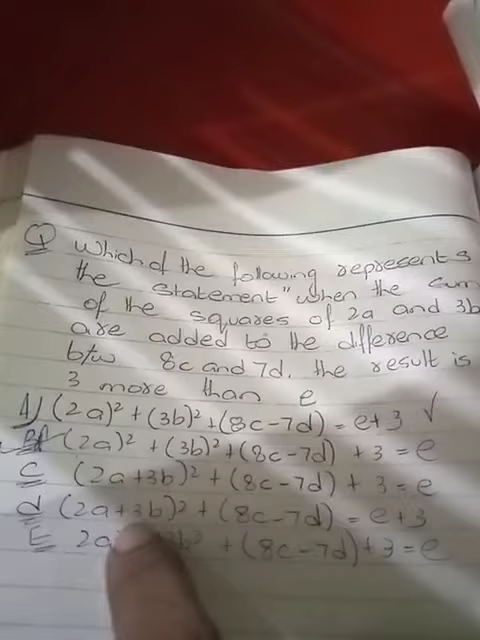 Q Which of the following represents
the statement "when the sum
of the squares of 2a and 3b
are added to the difference
b/w 8c and 7d. the result is
3 more than e
A) (2a)² + (3b)² + (8c-7d) = e+3 ✓
B (2a)² + (3b)² + (8c-7d) + 3 = e
C (2a+3b)² + (8c-7d) + 3 = e
d (2a+3b)² + (8c-7d) = e+3
E 2a b² + (8c-7d) + 3 = e